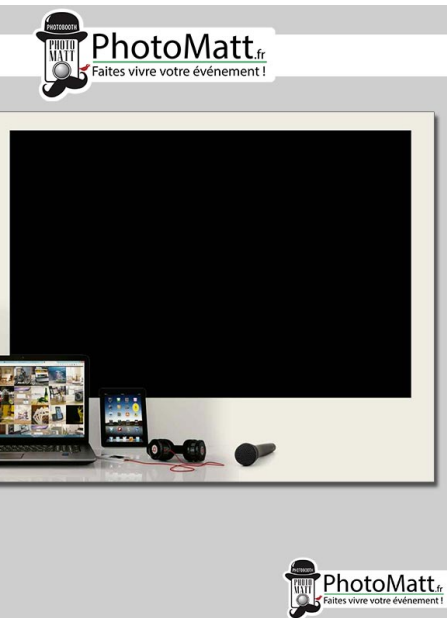 PHOTOBOOTH
PHOTO
MATT
PhotoMatt.fr
Faites vivre votre événement !
PHOTOBOOTH
PHOTO
MATT
PhotoMatt.fr
Faites vivre votre événement !